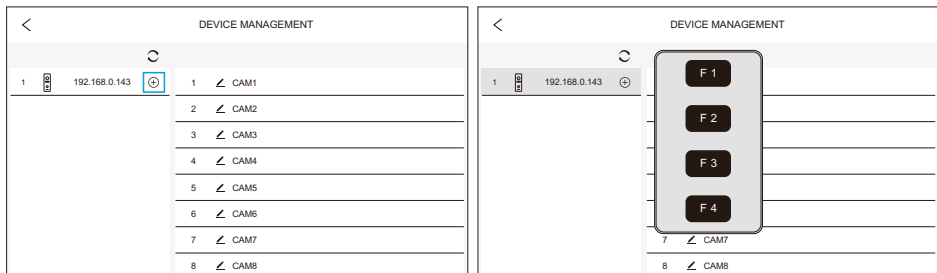 DEVICE MANAGEMENT
1 192.168.0.143
1 CAM1
2 CAM2
3 CAM3
4 CAM4
5 CAM5
6 CAM6
7 CAM7
8 CAM8
DEVICE MANAGEMENT
1 192.168.0.143
F 1
F 2
F 3
F 4
7 CAM7
8 CAM8